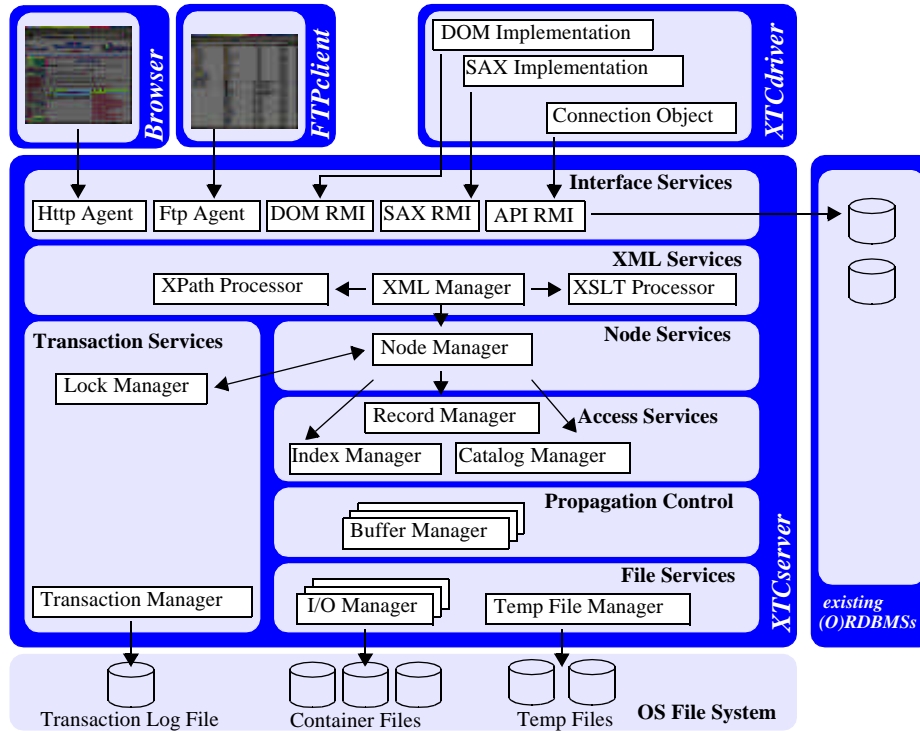 Browser
FTPclient
DOM Implementation
SAX Implementation
Connection Object
XTCdriver
Interface Services
Http Agent
Ftp Agent
DOM RMI
SAX RMI
API RMI
XML Services
XPath Processor
XML Manager
XSLT Processor
Transaction Services
Lock Manager
Transaction Manager
Node Services
Node Manager
Record Manager
Access Services
Index Manager
Catalog Manager
Propagation Control
Buffer Manager
File Services
I/O Manager
Temp File Manager
XTCserver
existing
(O)RDBMSs
Transaction Log File
Container Files
Temp Files
OS File System